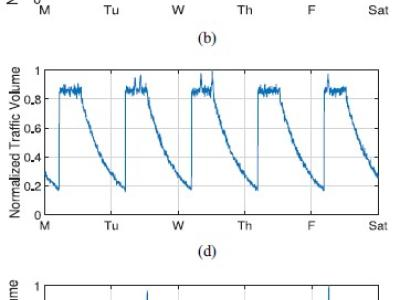 0
M Tu W Th F Sat
(b)
Normalized Traffic Volume
1
0.8
0.6
0.4
0.2
0
M Tu W Th F Sat
(d)
1